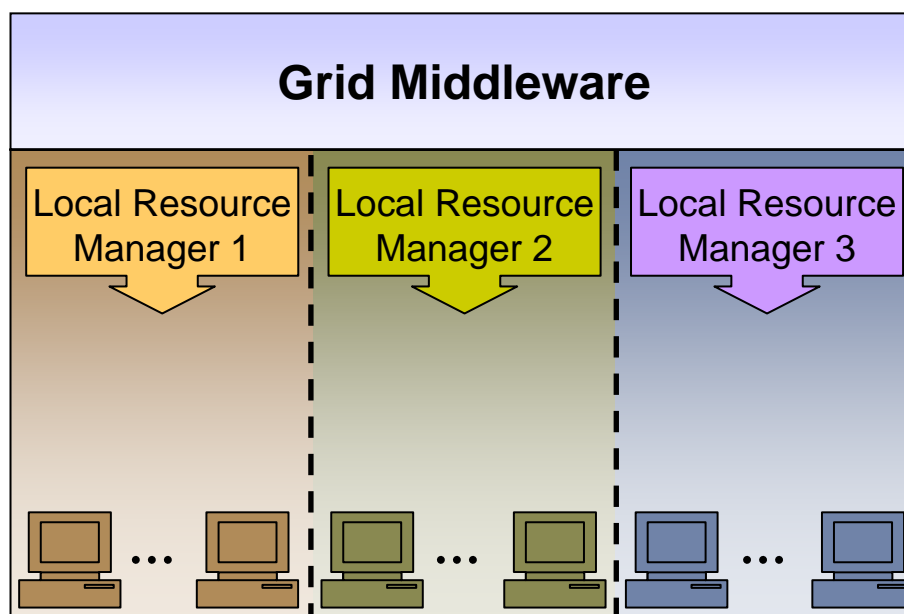 Grid Middleware
Local Resource
Manager 1
Local Resource
Manager 2
Local Resource
Manager 3
...
...
...